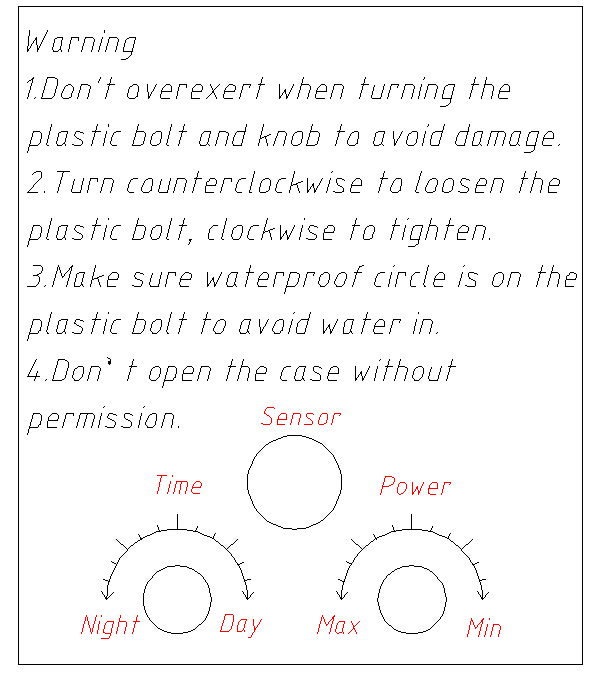 Warning
1.Don't overexert when turning the
plastic bolt and knob to avoid damage.
2.Turn counterclockwise to loosen the
plastic bolt, clockwise to tighten.
3.Make sure waterproof circle is on the
plastic bolt to avoid water in.
4.Don' t open the case without
permission.
Sensor
Time
Power
Night
Day
Max
Min